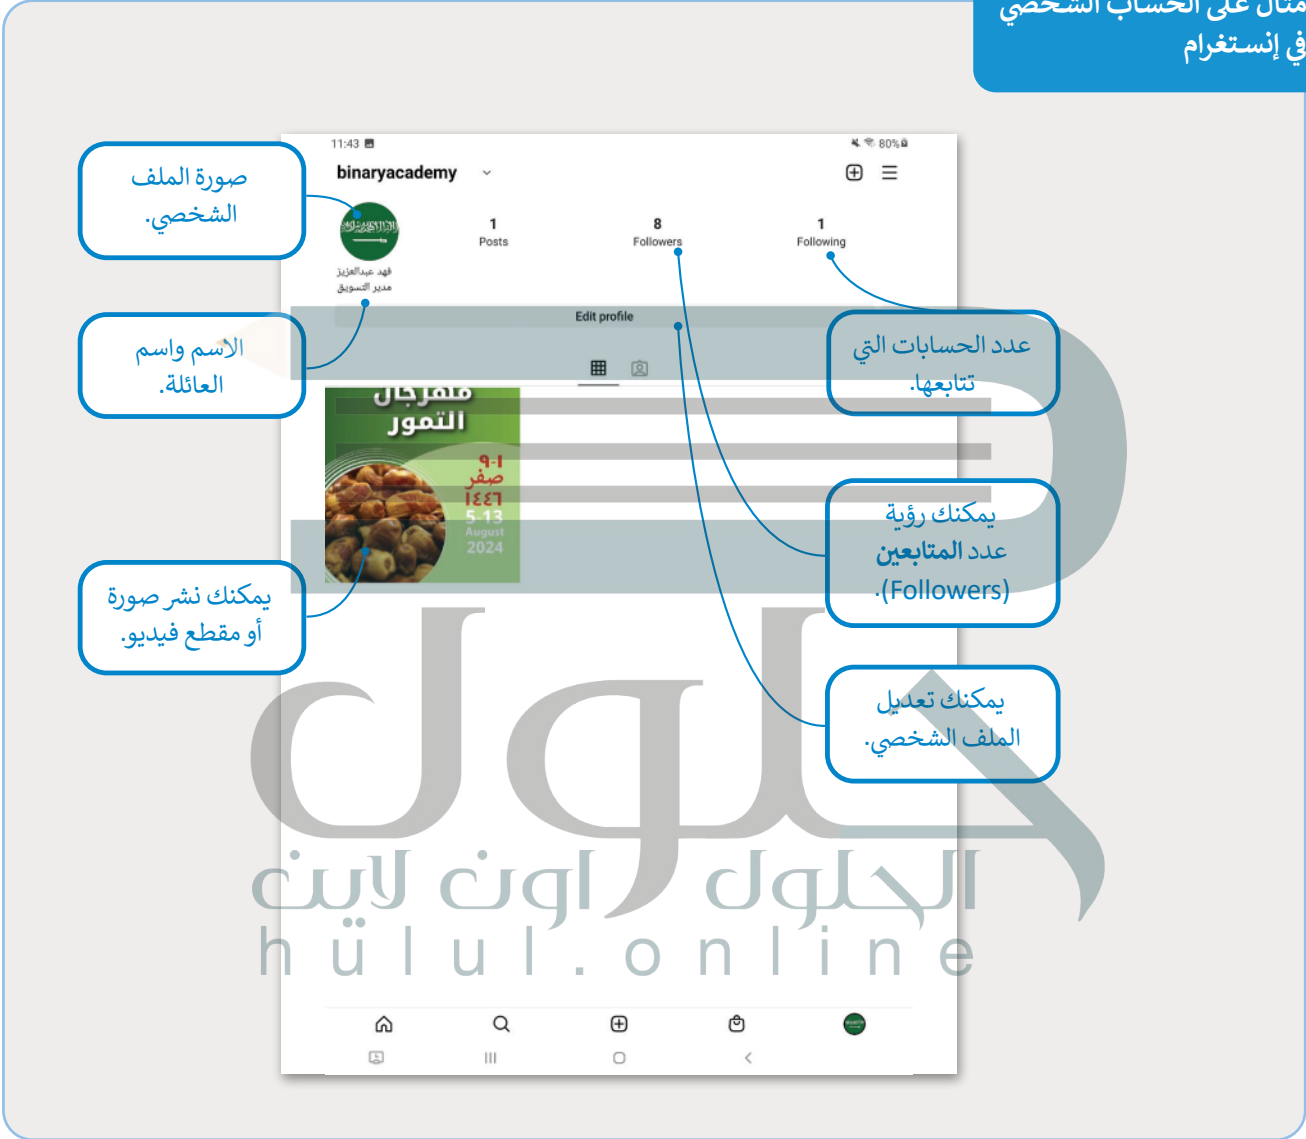 مثال على الحساب الشخصي
في إنستغرام
11:43
80%
binaryacademy
صورة الملف
الشخصي.
1
Posts
8
Followers
1
Following
فهد عبدالعزيز
مدير التسويق
Edit profile
الاسم واسم
العائلة.
عدد الحسابات التي
تتابعها.
مهرجان
التمور
٩-١
صفر
١٤٤٦
5-13
August
2024
يمكنك رؤية
عدد المتابعين
(Followers).
يمكنك نشر صورة
أو مقطع فيديو.
يمكنك تعديل
الملف الشخصي.
حلول
الحلول اون لاين
hülul.online